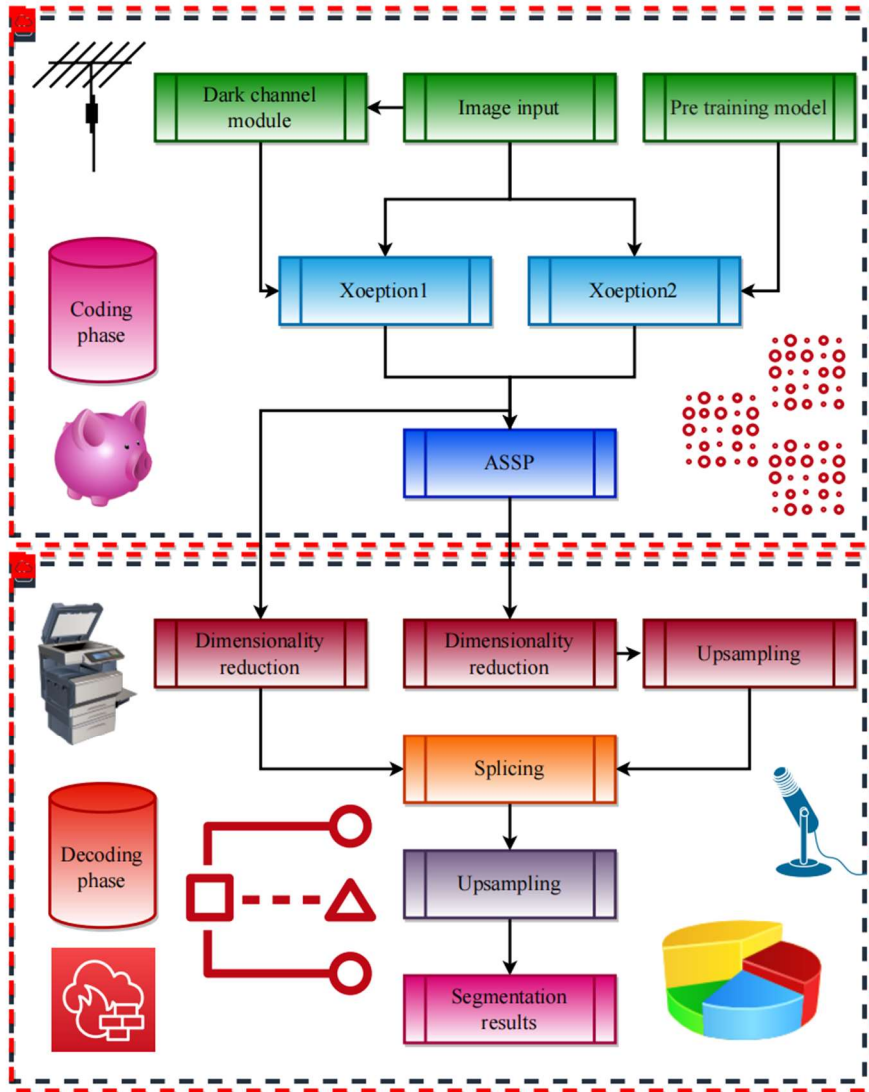 Dark channel
module
Image input
Pre training model
Xoeption1
Xoeption2
Coding
phase
ASSP
Dimensionality
reduction
Dimensionality
reduction
Upsampling
Splicing
Decoding
phase
Upsampling
Segmentation
results